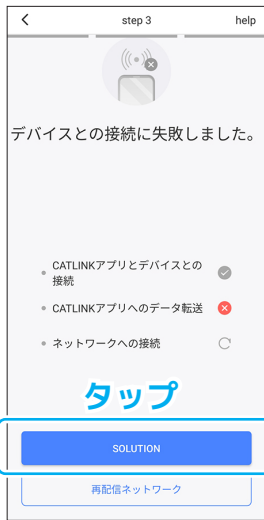 step 3
help
デバイスとの接続に失敗しました。
CATLINKアプリとデバイスとの
接続
CATLINKアプリへのデータ転送
ネットワークへの接続
タップ
SOLUTION
再配信ネットワーク